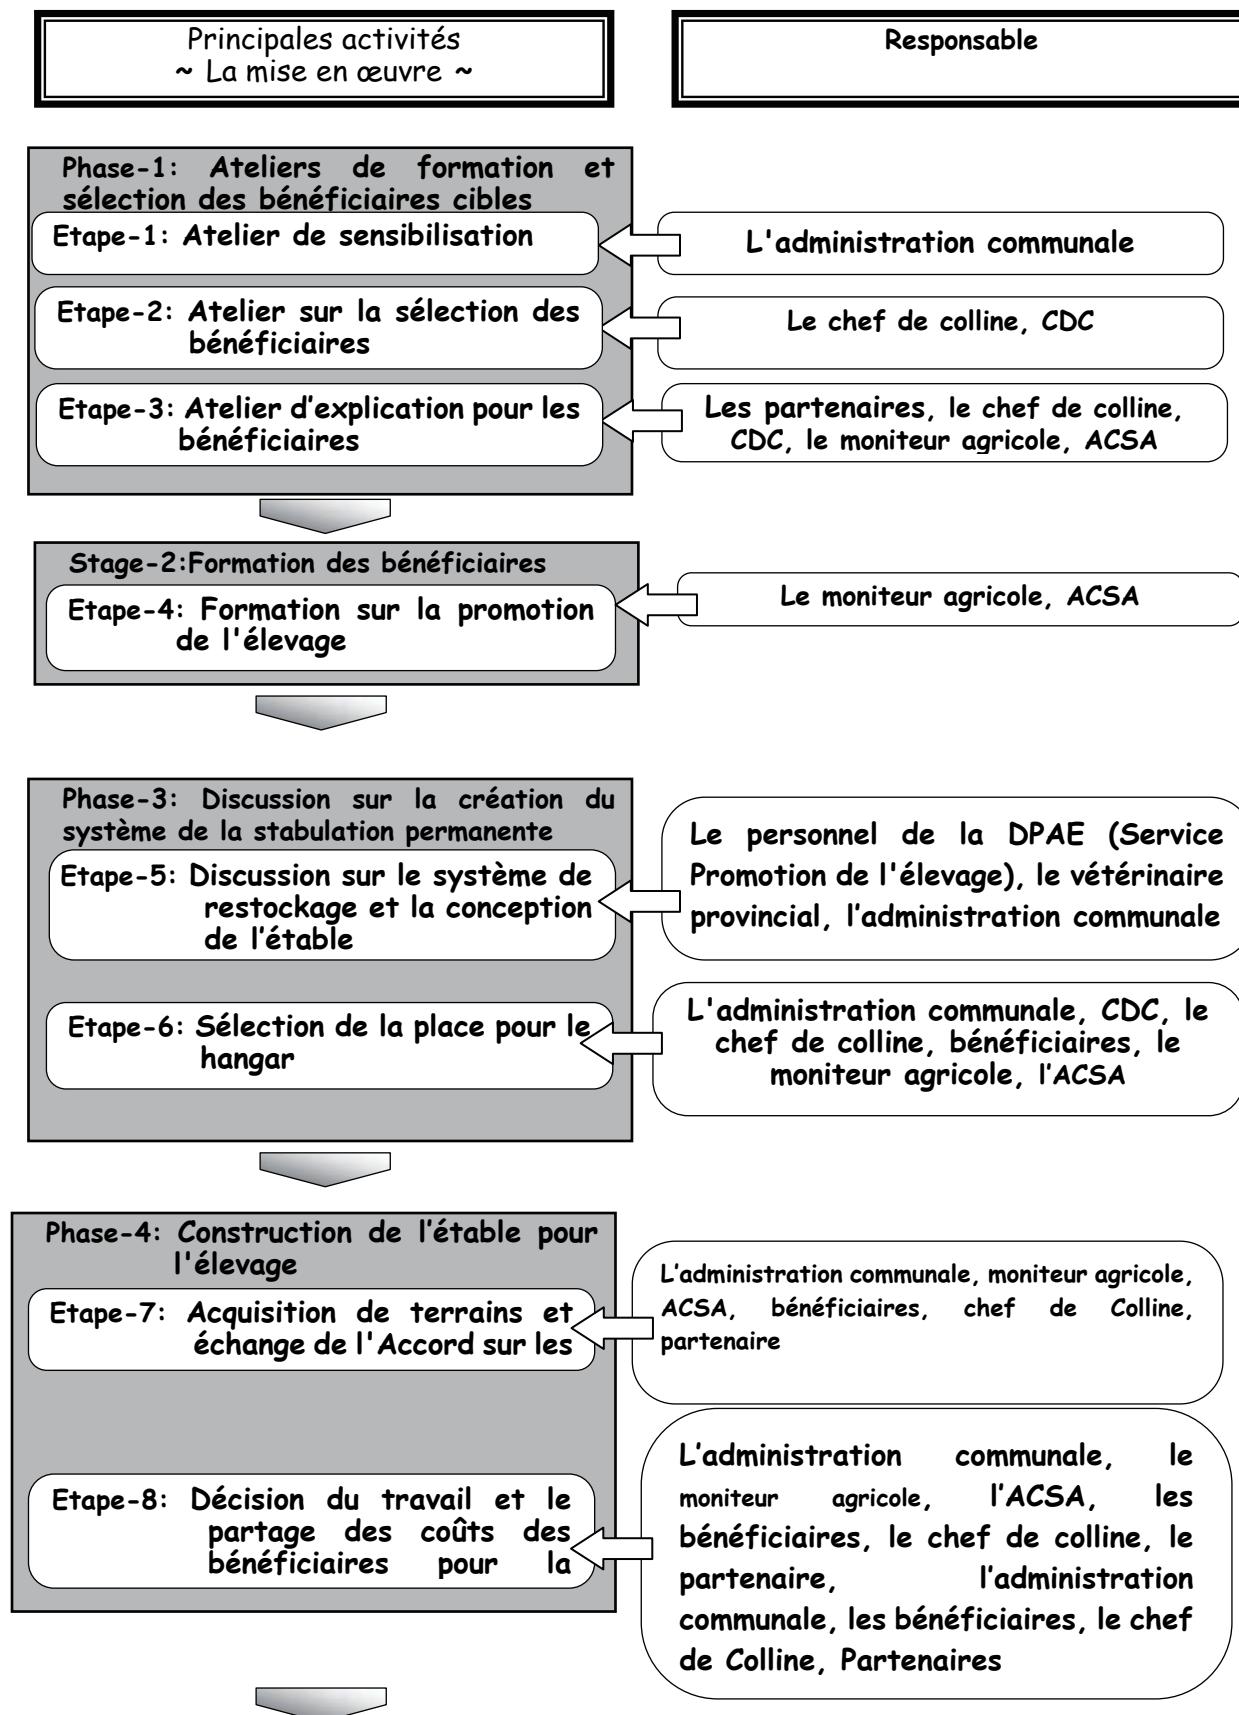 Principales activités
~ La mise en œuvre ~
Responsable
Phase-1: Ateliers de formation et
sélection des bénéficiaires cibles
Etape-1: Atelier de sensibilisation
L'administration communale
Etape-2: Atelier sur la sélection des
bénéficiaires
Le chef de colline, CDC
Etape-3: Atelier d’explication pour les
bénéficiaires
Les partenaires, le chef de colline,
CDC, le moniteur agricole, ACSA
Stage-2:Formation des bénéficiaires
Etape-4: Formation sur la promotion
de l'élevage
Le moniteur agricole, ACSA
Phase-3: Discussion sur la création du
système de la stabulation permanente
Etape-5: Discussion sur le système de
restockage et la conception
de l’étable
Le personnel de la DPAE (Service
Promotion de l'élevage), le vétérinaire
provincial, l’administration communale
Etape-6: Sélection de la place pour le
hangar
L'administration communale, CDC, le
chef de colline, bénéficiaires, le
moniteur agricole, l’ACSA
Phase-4: Construction de l’étable pour
l'élevage
Etape-7: Acquisition de terrains et
échange de l'Accord sur les
L’administration communale, moniteur agricole,
ACSA, bénéficiaires, chef de Colline,
partenaire
Etape-8: Décision du travail et le
partage des coûts des
bénéficiaires pour la
L’administration communale, le
moniteur agricole, l’ACSA, les
bénéficiaires, le chef de colline, le
partenaire, l’administration
communale, les bénéficiaires, le chef
de Colline, Partenaires